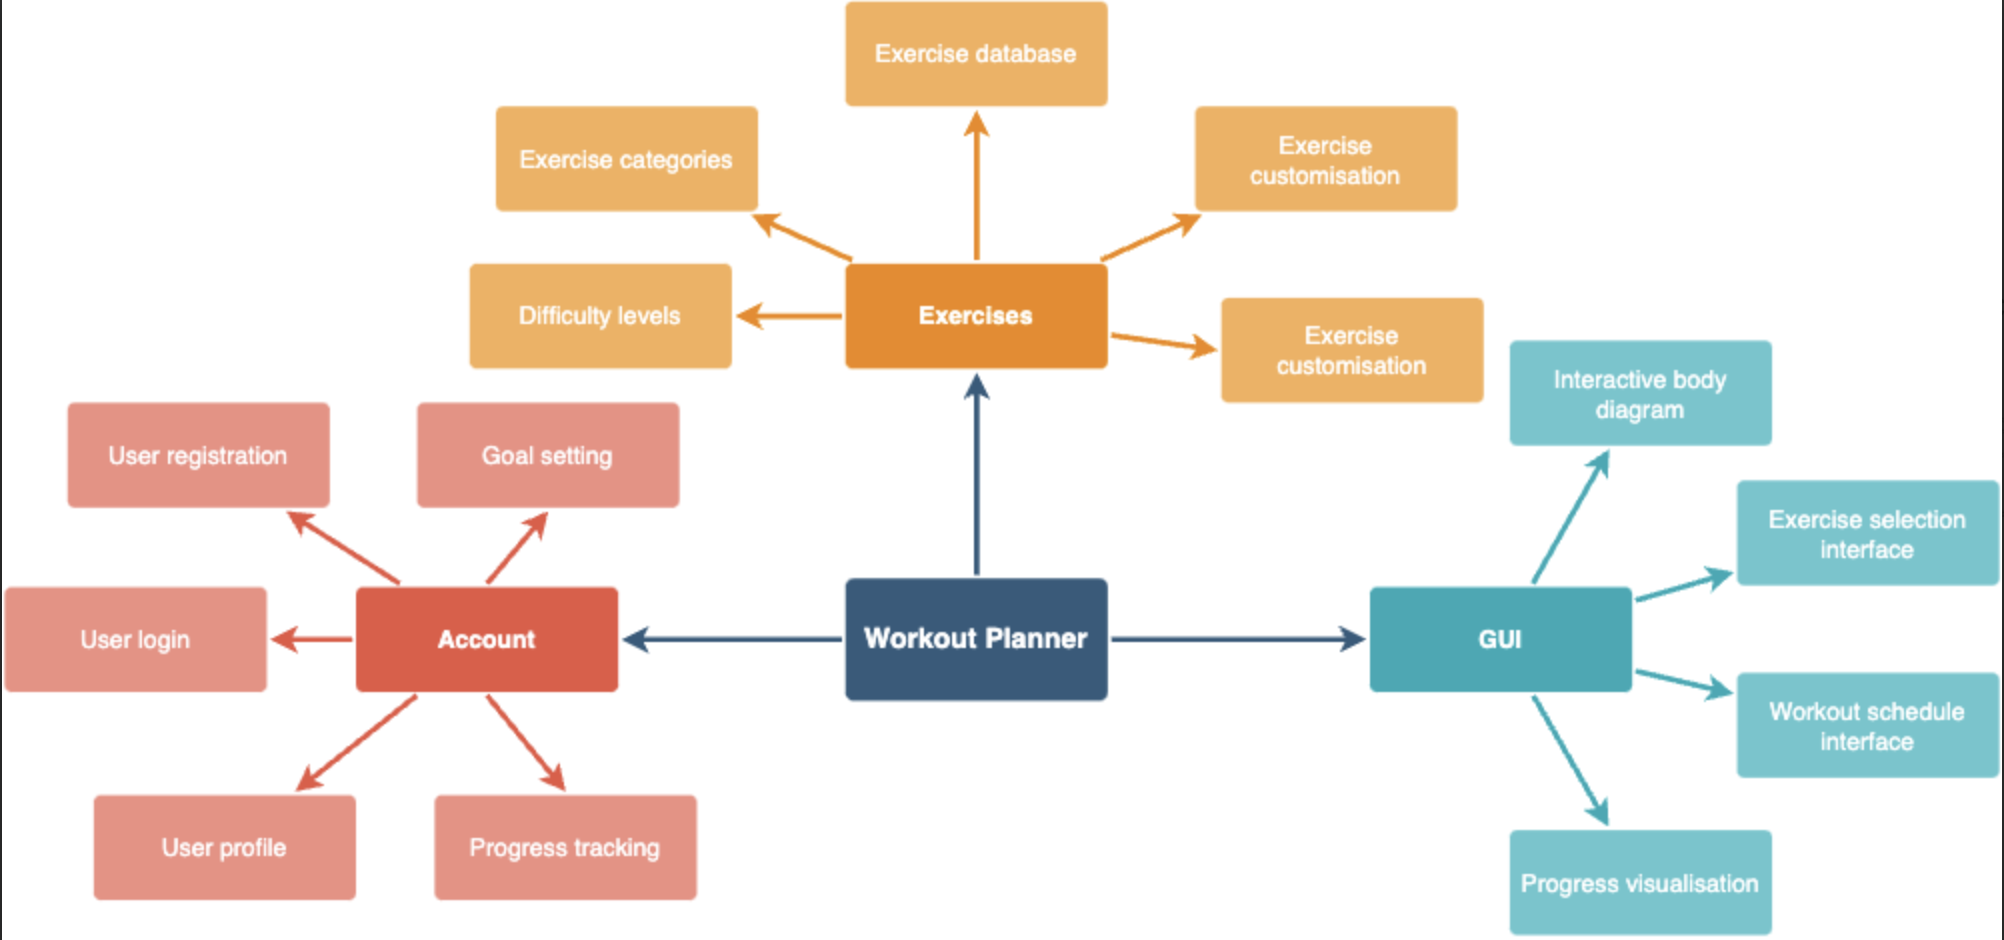 Exercise database
Exercise categories
Exercise
customisation
Difficulty levels
Exercises
Exercise
customisation
Interactive body
diagram
User registration
Goal setting
Exercise selection
interface
User login
Account
Workout Planner
GUI
Workout schedule
interface
User profile
Progress tracking
Progress visualisation